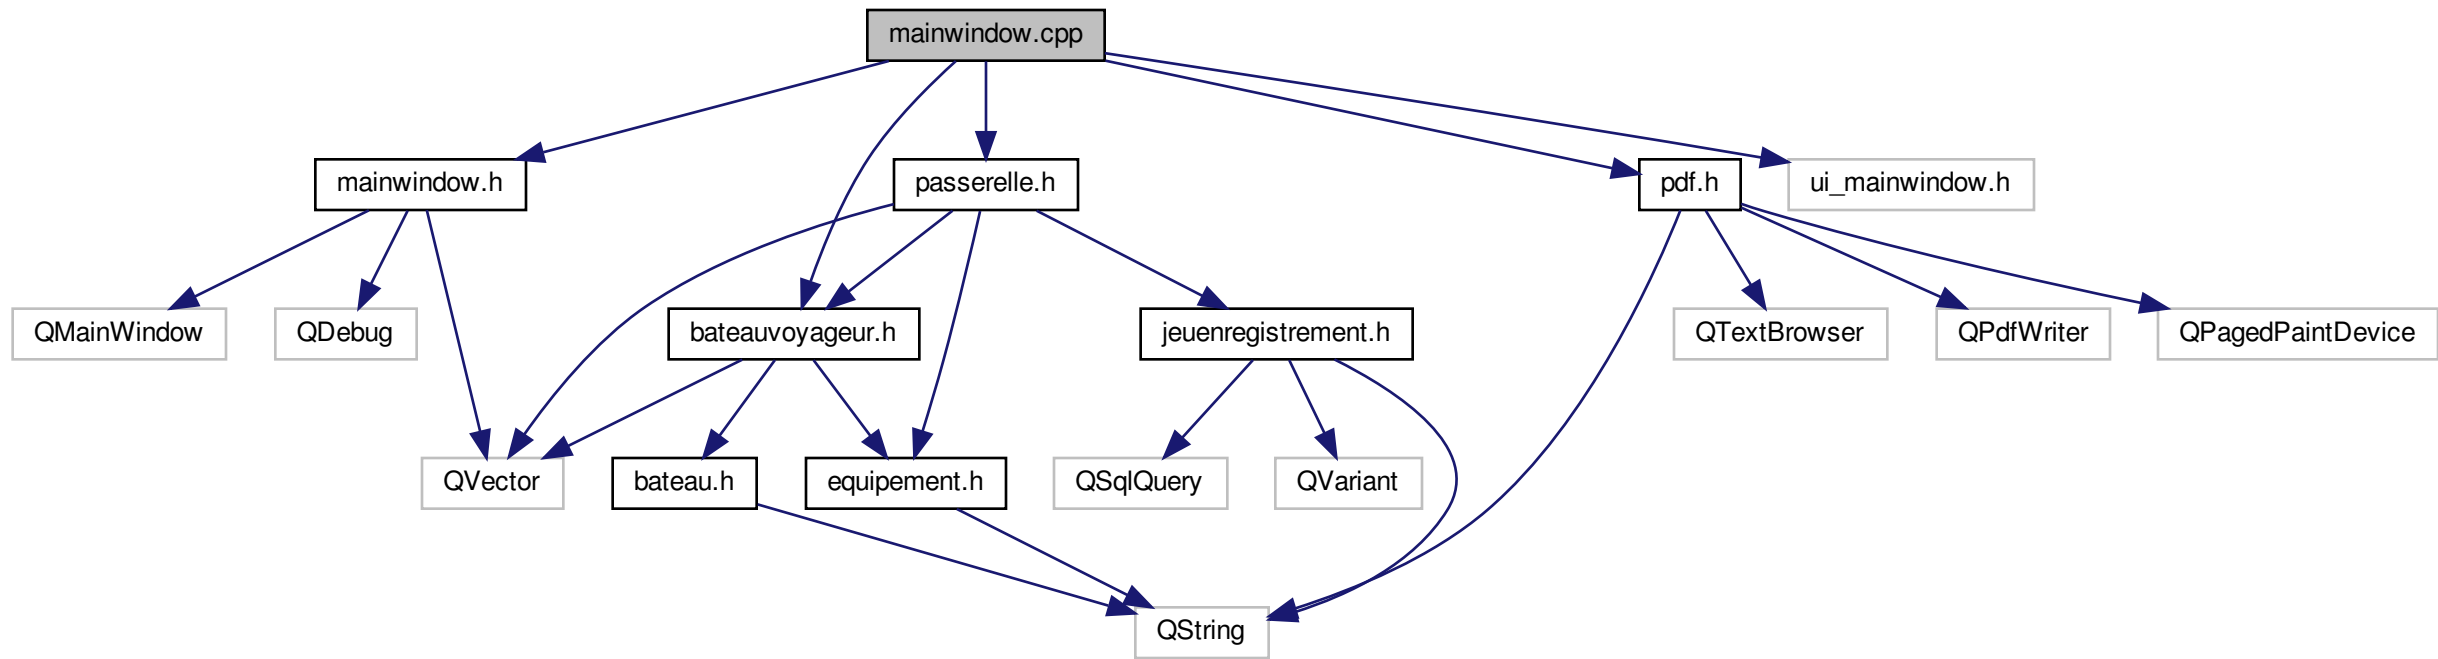 mainwindow.cpp
mainwindow.h
passerelle.h
pdf.h
ui_mainwindow.h
QMainWindow
QDebug
bateauvoyageur.h
jeuenregistrement.h
QTextBrowser
QPdfWriter
QPagedPaintDevice
QVector
bateau.h
equipement.h
QSqlQuery
QVariant
QString